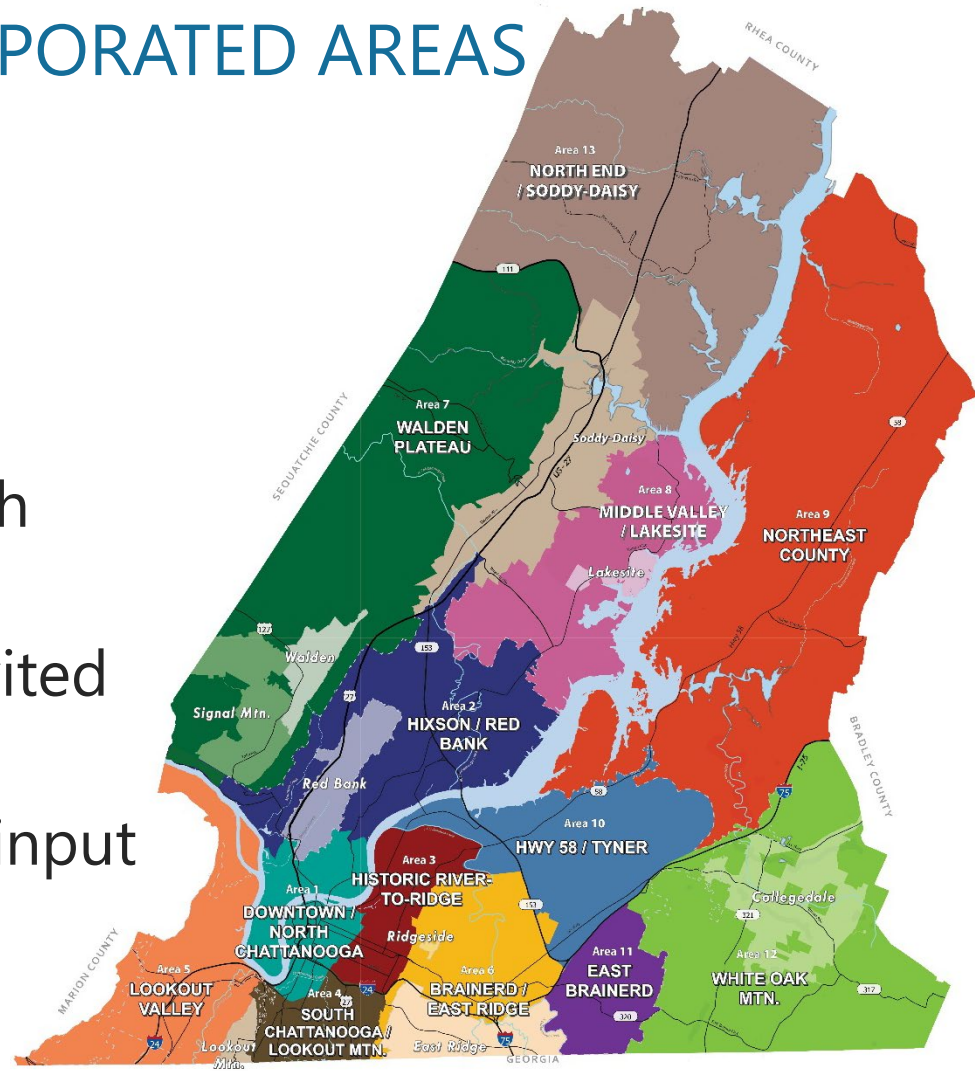 PORATED AREAS
RHEA COUNTY
Area 13
NORTH END
/ SODDY-DAISY
111
Area 7
WALDEN
PLATEAU
SEQUATCHIE COUNTY
Soddy-Daisy
US - 27
58
Area 8
MIDDLE VALLEY
/ LAKESITE
Lakesite
Area 9
NORTHEAST
COUNTY
h
Hwy 58
127
Walden
153
ited
27
Signal Mtn.
Area 2
HIXSON / RED
BANK
BRADLEY COUNTY
I-75
Red Bank
75
58
input
Area 10
HWY 58 / TYNER
Area 3
HISTORIC RIVER-
TO-RIDGE
Area 1
DOWNTOWN /
NORTH
CHATTANOOGA
153
Collegedale
321
Ridgeside
MARION COUNTY
Area 5
LOOKOUT
VALLEY
Area 6
BRAINERD /
EAST RIDGE
Area 11
EAST
BRAINERD
Area 12
WHITE OAK
MTN.
317
24
Area 4
SOUTH
CHATTANOOGA /
LOOKOUT MTN.
320
24
Lookout
Mtn.
East Ridge
75
GEORGIA